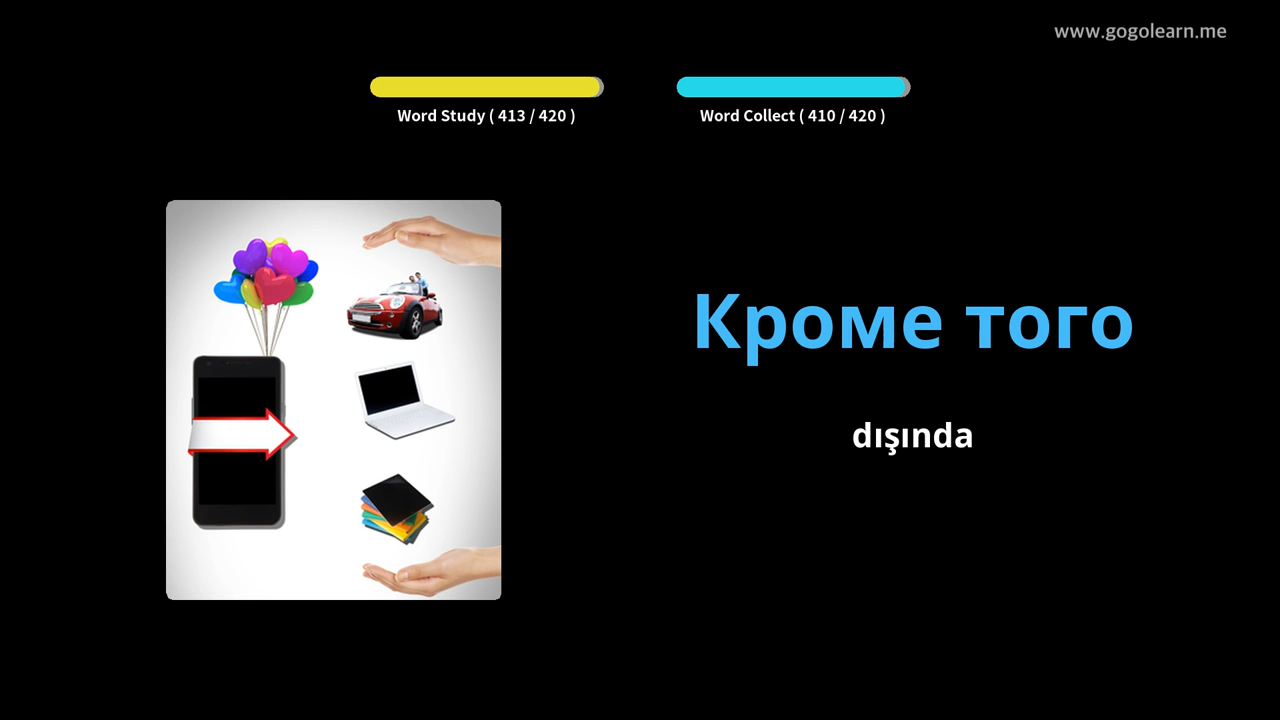 www.gogolearn.me
Word Study ( 413 / 420 )
Word Collect ( 410 / 420 )
Кроме того
dışında